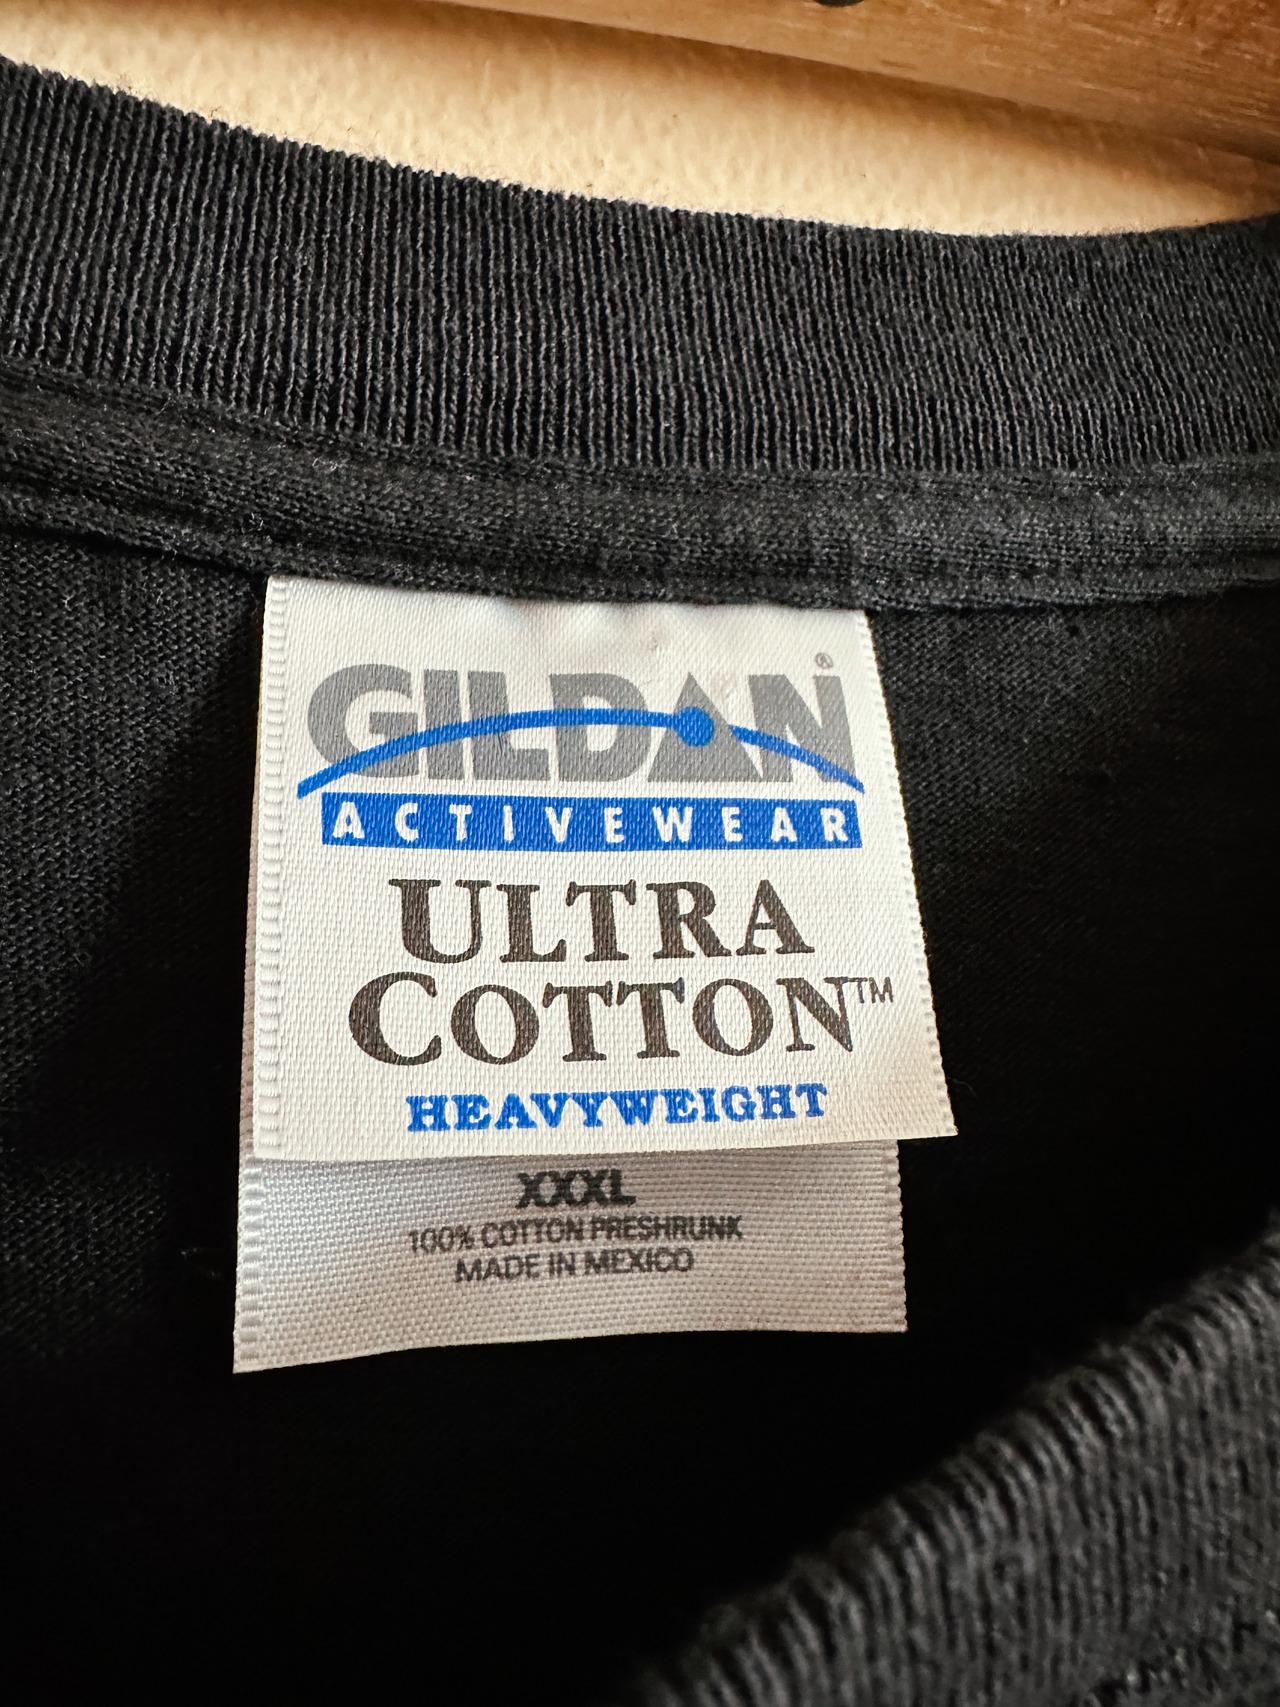 GILDAN®
ACTIVEWEAR
ULTRA
COTTON™
HEAVYWEIGHT
XXXL
100% COTTON PRESHRUNK
MADE IN MEXICO